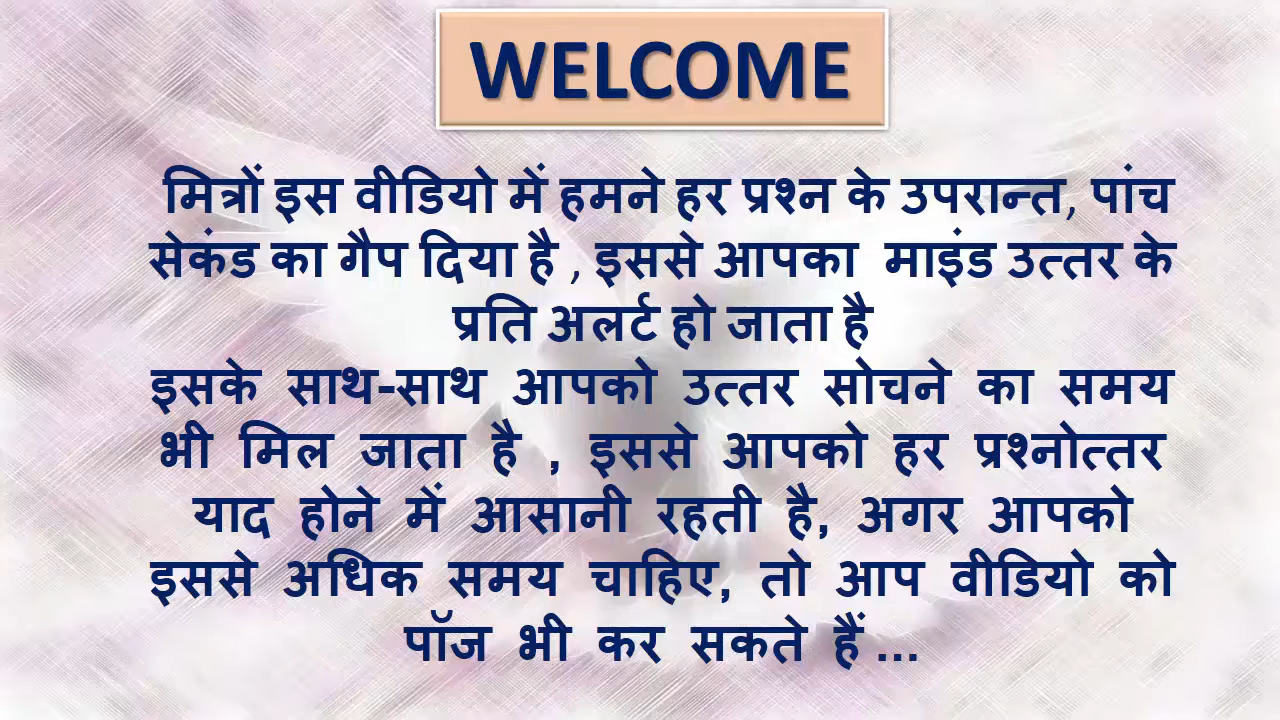 WELCOME
मित्रों इस वीडियो में हमने हर प्रश्न के उपरान्त, पांच
सेकंड का गैप दिया है , इससे आपका माइंड उत्तर के
प्रति अलर्ट हो जाता है
इसके साथ-साथ आपको उत्तर सोचने का समय
भी मिल जाता है , इससे आपको हर प्रश्नोत्तर
याद होने में आसानी रहती है, अगर आपको
इससे अधिक समय चाहिए, तो आप वीडियो को
पॉज भी कर सकते हैं ...